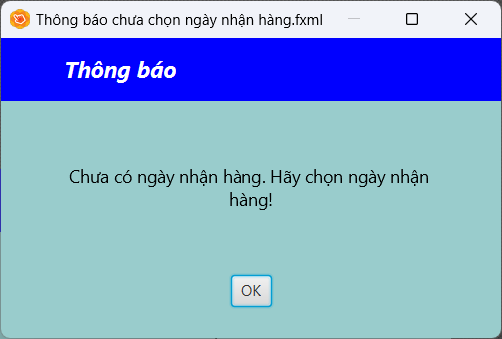 Thông báo chưa chọn ngày nhận hàng.fxml
Thông báo
Chưa có ngày nhận hàng. Hãy chọn ngày nhận
hàng!
OK